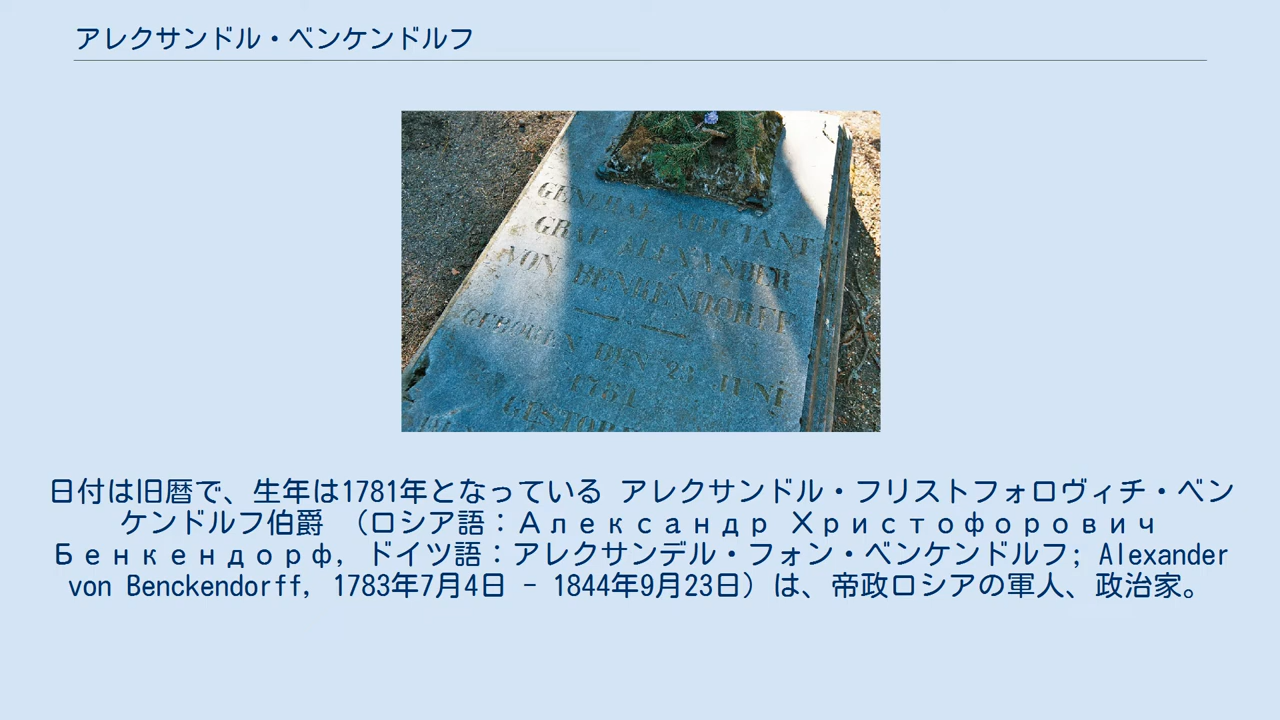 アレクサンドル・ベンケンドルフ
GENERAL ADJUTANT
GRAF ALEXANDER
VON BENKENDORFF
GEBOREN DEN 23 JUNI
1781
日付は旧暦で、生年は1781年となっている アレクサンドル・フリストフォロヴィチ・ベン
ケンドルフ伯爵 （ロシア語：Александр Христофорович
Бенкендорф, ドイツ語：アレクサンデル・フォン・ベンケンドルフ; Alexander
von Benckendorff, 1783年7月4日 – 1844年9月23日）は、帝政ロシアの軍人、政治家。